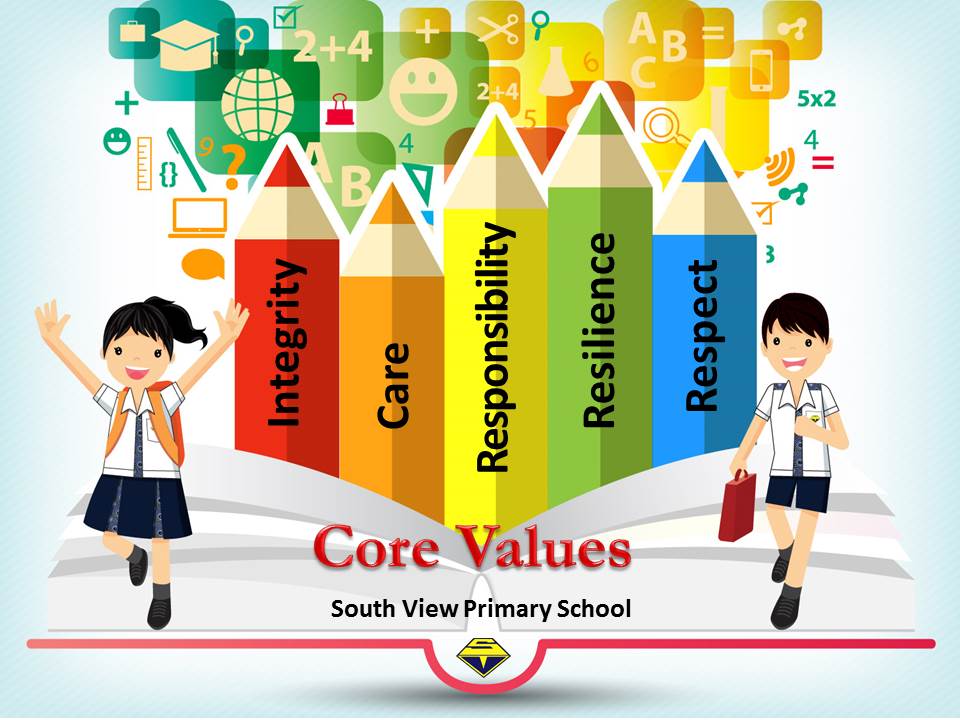 2+4
+
A
B
C
=
6
2+4
+
5x2
5
4
4
=
9
?
{}
A
B
3
Integrity
Care
Responsibility
Resilience
Respect
Core Values
South View Primary School